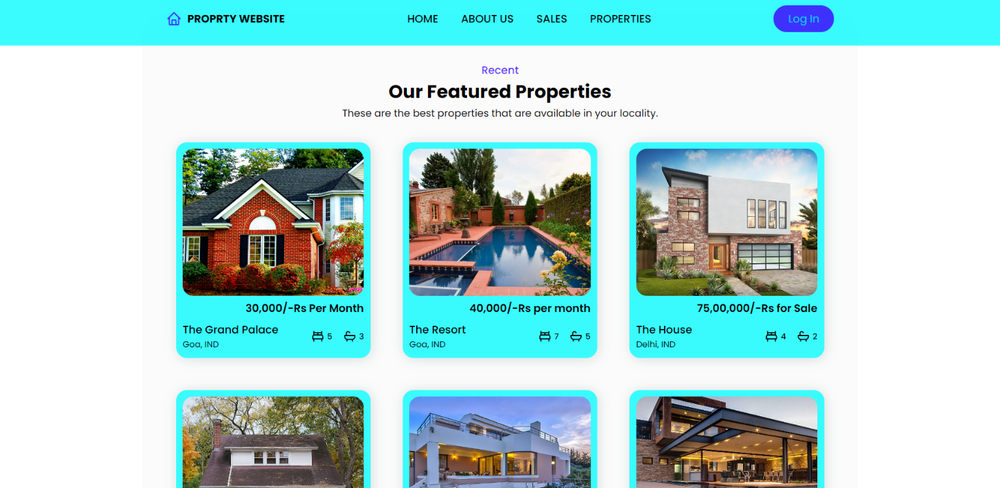 PROPRTY WEBSITE HOME ABOUT US SALES PROPERTIES Log In
Recent
Our Featured Properties
These are the best properties that are available in your locality.
30,000/-Rs Per Month
The Grand Palace
Goa, IND
5 3
40,000/-Rs per month
The Resort
Goa, IND
7 5
75,00,000/-Rs for Sale
The House
Delhi, IND
4 2